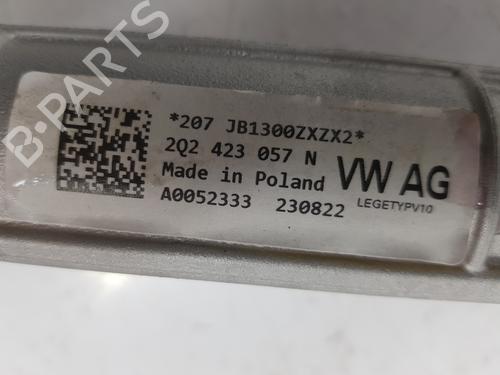 *207 JB1300ZXZX2*
2Q2 423 057 N
Made in Poland
A0052333 230822
VW AG
LEGETYPV10
B-PARTS